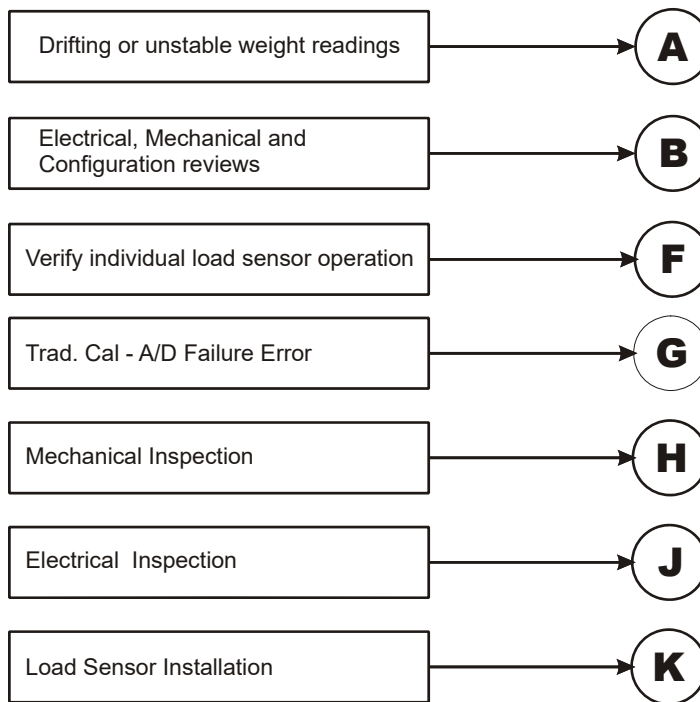 Drifting or unstable weight readings
A
Electrical, Mechanical and
Configuration reviews
B
Verify individual load sensor operation
F
Trad. Cal - A/D Failure Error
G
Mechanical Inspection
H
Electrical  Inspection
J
Load Sensor Installation
K